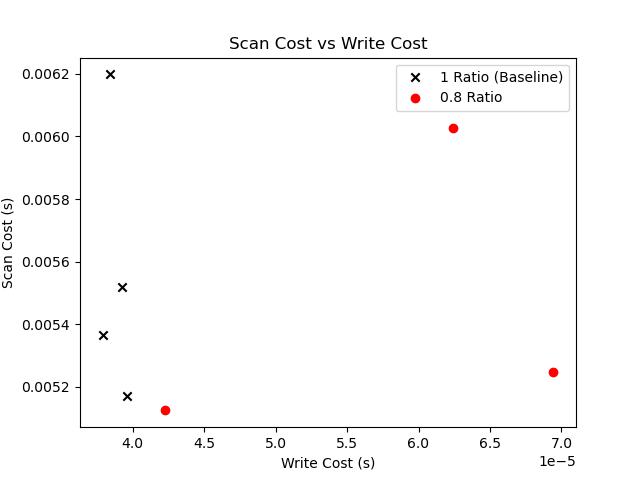 Scan Cost vs Write Cost
1 Ratio (Baseline)
0.8 Ratio
Scan Cost (s)
0.0062
0.0060
0.0058
0.0056
0.0054
0.0052
4.0 4.5 5.0 5.5 6.0 6.5 7.0
1e−5
Write Cost (s)